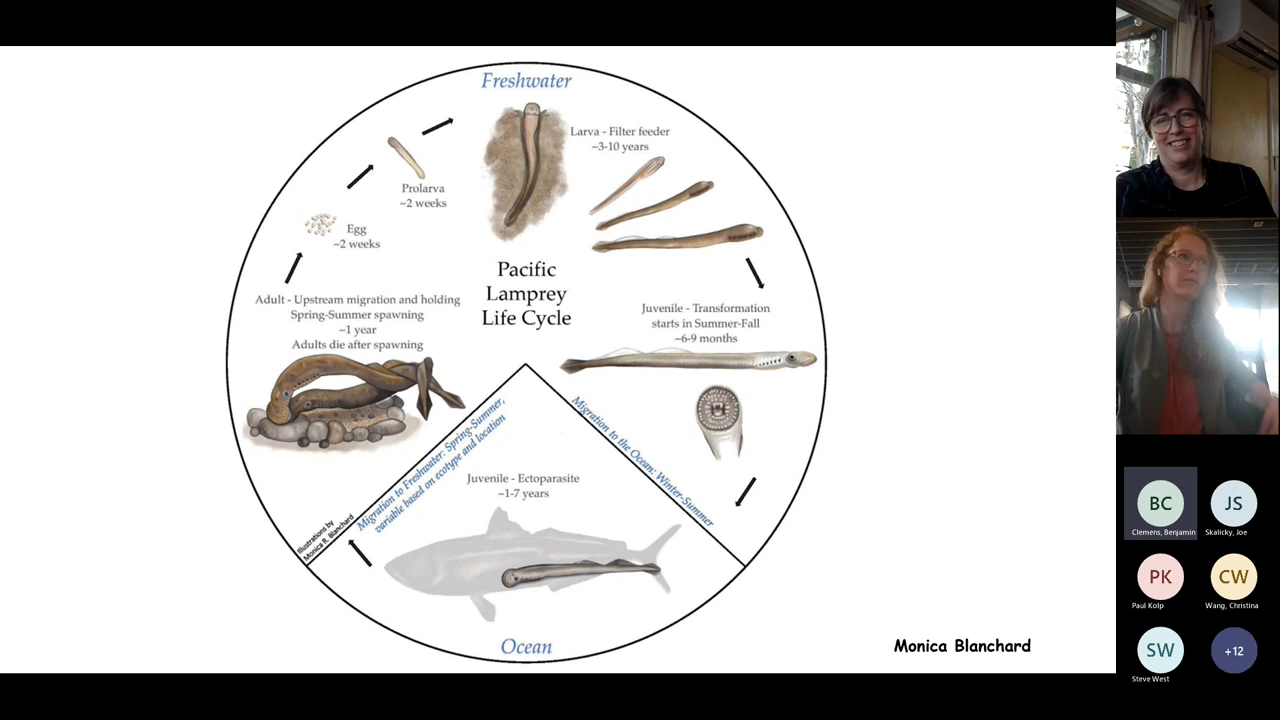 Freshwater
Larva - Filter feeder
~3-10 years
Prolarva
~2 weeks
Egg
~2 weeks
Pacific
Lamprey
Life Cycle
Adult - Upstream migration and holding
Spring-Summer spawning
~1 year
Adults die after spawning
Juvenile - Transformation
starts in Summer-Fall
~6-9 months
Migration to Freshwater: Spring-Summer,
variable based on ecotype and location
Migration to the Ocean: Winter-Summer
Juvenile - Ectoparasite
~1-7 years
Illustrations by
Monica R. Blanchard
Ocean
Monica Blanchard
BC
JS
Clemens, Benjamin
Skalicky, Joe
PK
CW
Paul Kolp
Wang, Christina
SW
+12
Steve West